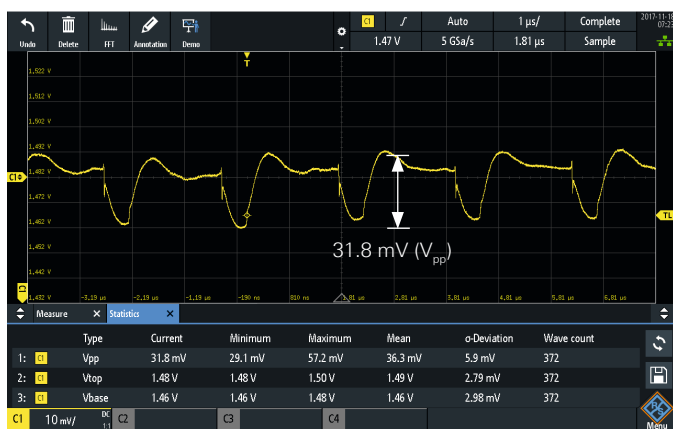 Undo
Delete
FFT
Annotation
Demo
C1
Auto
1 µs/
Complete
2017-11-18
07:23
1.47 V
5 GSa/s
1.81 µs
Sample
T
1.522 V
1.512 V
1.502 V
1.492 V
1.482 V
1.472 V
1.462 V
1.452 V
1.442 V
1.432 V
C1
TL
31.8 mV (Vpp)
-3.19 µs
-2.19 µs
-1.19 µs
-190 ns
810 ns
1.81 µs
2.81 µs
3.81 µs
4.81 µs
5.81 µs
6.81 µs
Measure X Statistics X
Type Current Minimum Maximum Mean σ-Deviation Wave count
1: C1 Vpp 31.8 mV 29.1 mV 57.2 mV 36.3 mV 5.9 mV 372
2: C1 Vtop 1.48 V 1.48 V 1.50 V 1.49 V 2.79 mV 372
3: C1 Vbase 1.46 V 1.46 V 1.48 V 1.46 V 2.98 mV 372
C1 10 mV/ DC 1:1 C2 C3 C4
Menu